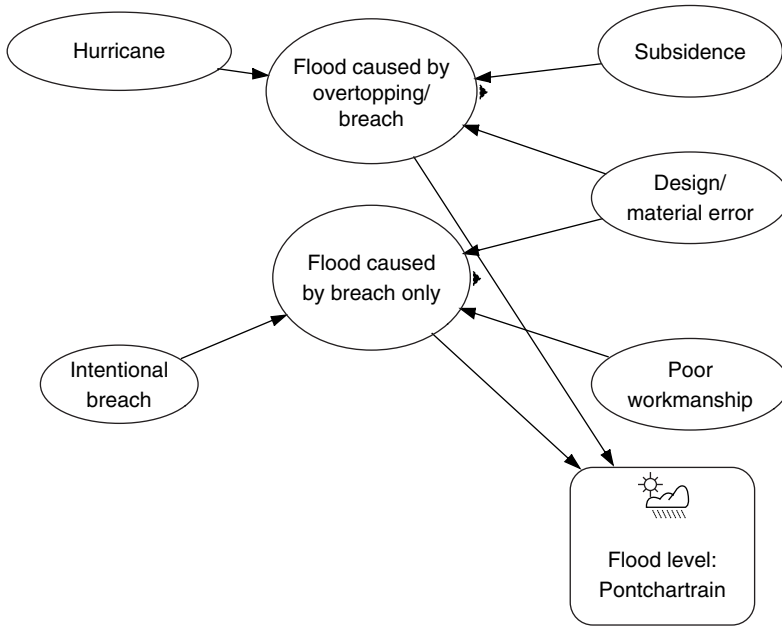 Hurricane
Flood caused by
overtopping/
breach
Subsidence
Design/
material error
Flood caused
by breach only
Intentional
breach
Poor
workmanship
Flood level:
Pontchartrain